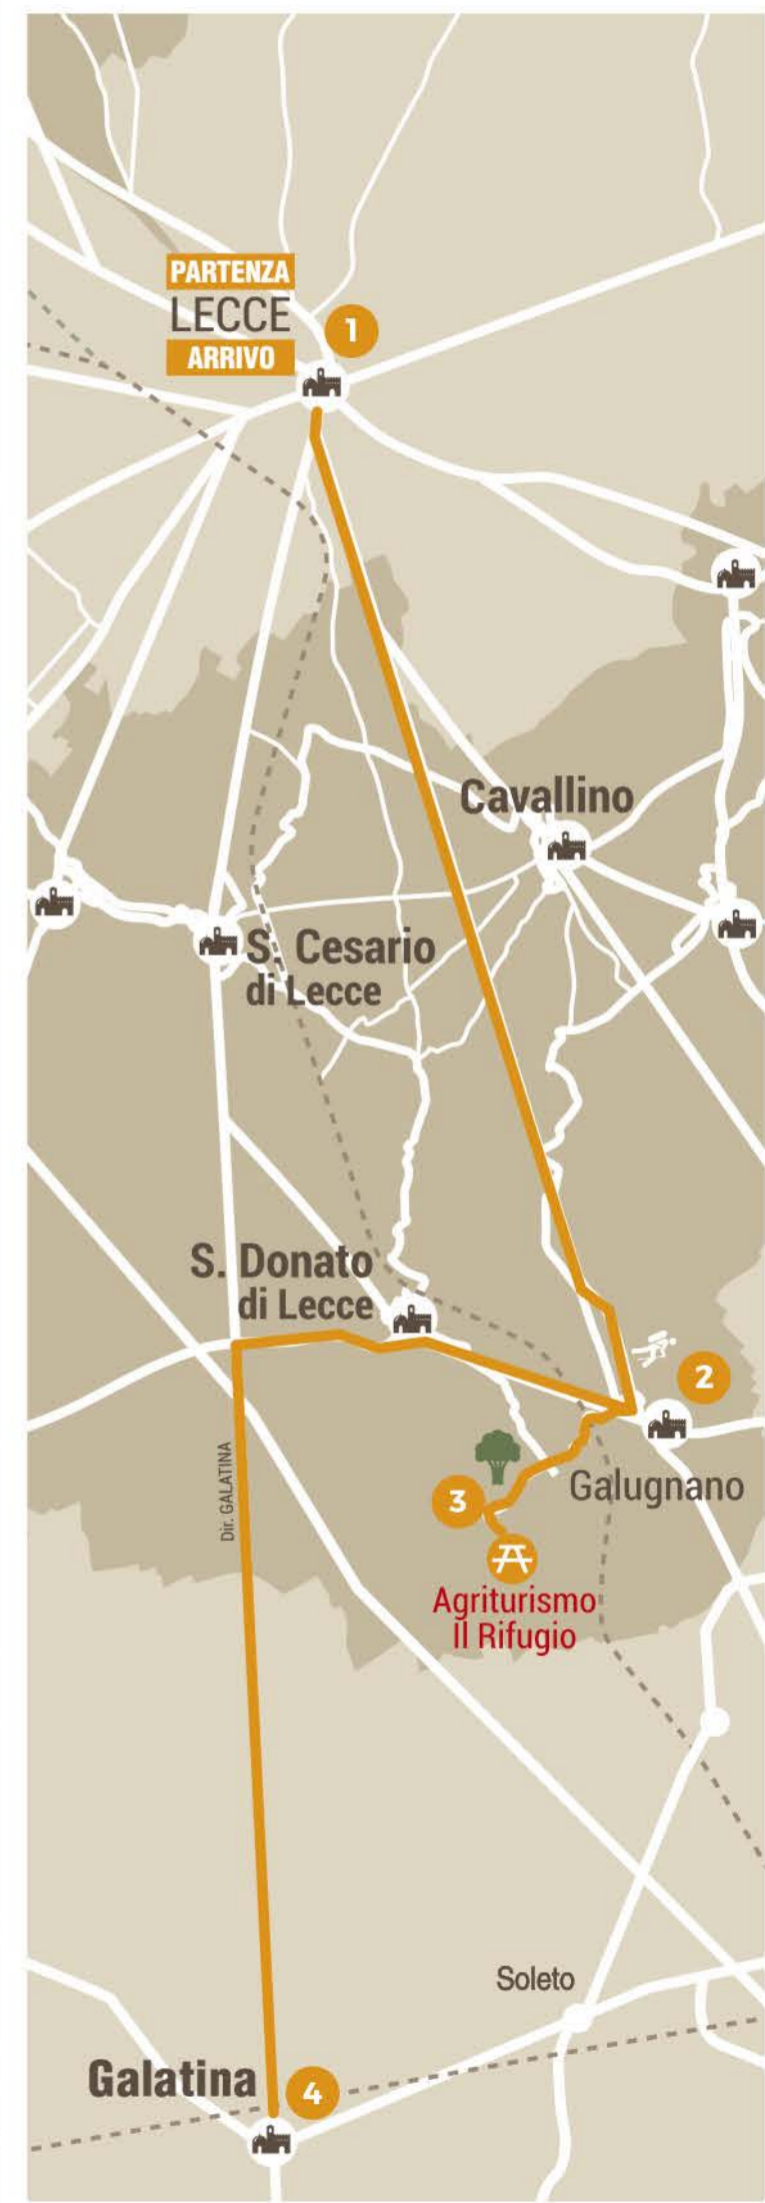 PARTENZA
LECCE
ARRIVO
1
Cavallino
S. Cesario
di Lecce
S. Donato
di Lecce
2
Dir. GALATINA
3
Galugnano
Agriturismo
Il Rifugio
Soleto
Galatina
4